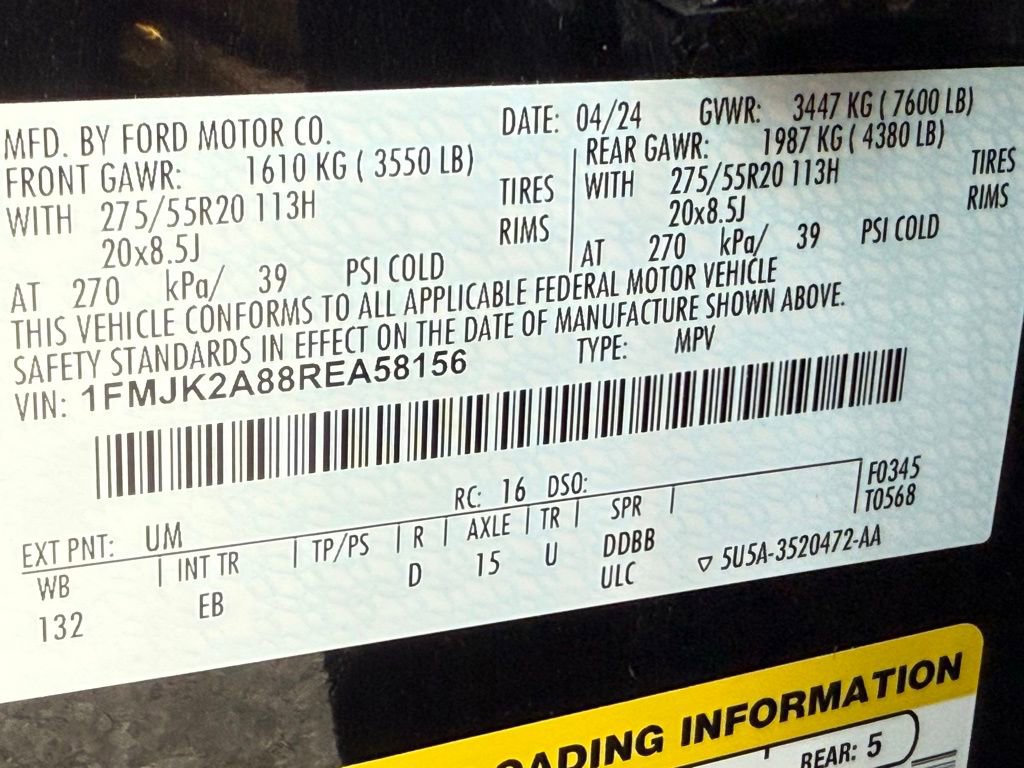 MFD. BY FORD MOTOR CO. DATE: 04/24 GVWR: 3447 KG ( 7600 LB)
FRONT GAWR: 1610 KG ( 3550 LB) REAR GAWR: 1987 KG ( 4380 LB)
WITH 275/55R20 113H TIRES WITH 275/55R20 113H TIRES
20x8.5J RIMS 20x8.5J RIMS
AT 270 kPa/ 39 PSI COLD AT 270 kPa/ 39 PSI COLD
THIS VEHICLE CONFORMS TO ALL APPLICABLE FEDERAL MOTOR VEHICLE
SAFETY STANDARDS IN EFFECT ON THE DATE OF MANUFACTURE SHOWN ABOVE.
VIN: 1FMJK2A88REA58156 TYPE: MPV
F0345
EXT PNT: UM RC: 16 DSO: T0568
WB INT TR TP/PS R AXLE TR SPR
132 EB D 15 U DDBB
ULC ▽ 5U5A-3520472-AA
OADING INFORMATION
REAR: 5